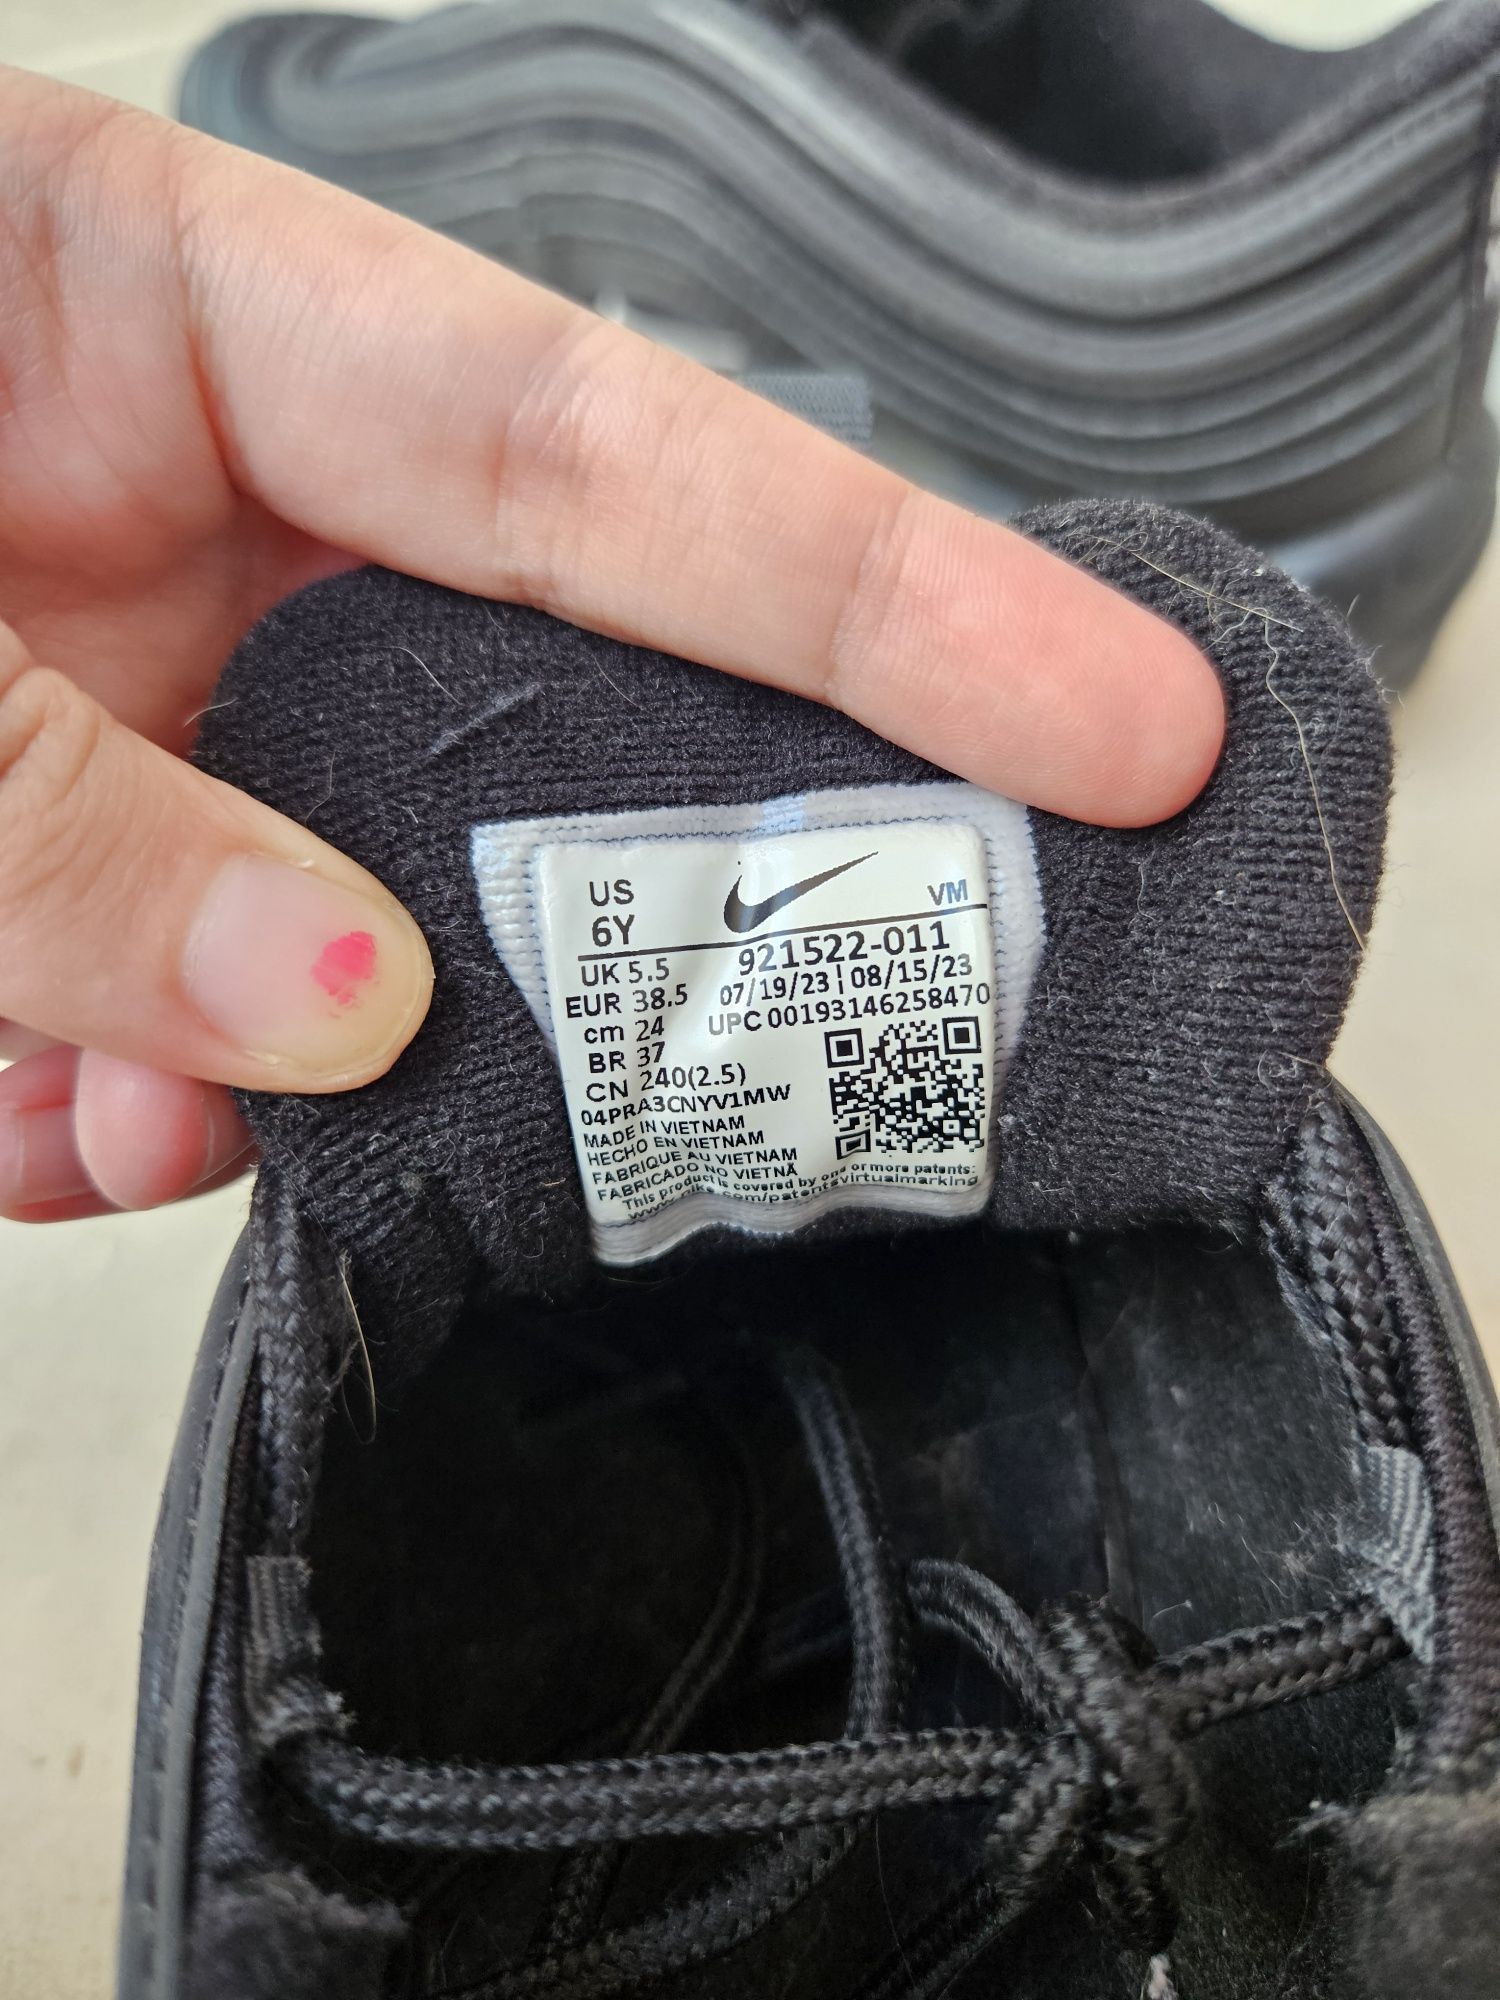 US
6Y
VM
UK 5.5
921522-011
EUR 38.5
07/19/23 | 08/15/23
cm 24
UPC 00193146258470
BR 37
CN 240(2.5)
04PRA3CNYV1MW
MADE IN VIETNAM
HECHO EN VIETNAM
FABRIQUE AU VIETNAM
FABRICADO NO VIETNÃ
This product is covered by one or more patents:
www.nike.com/patentsvirtualmarking